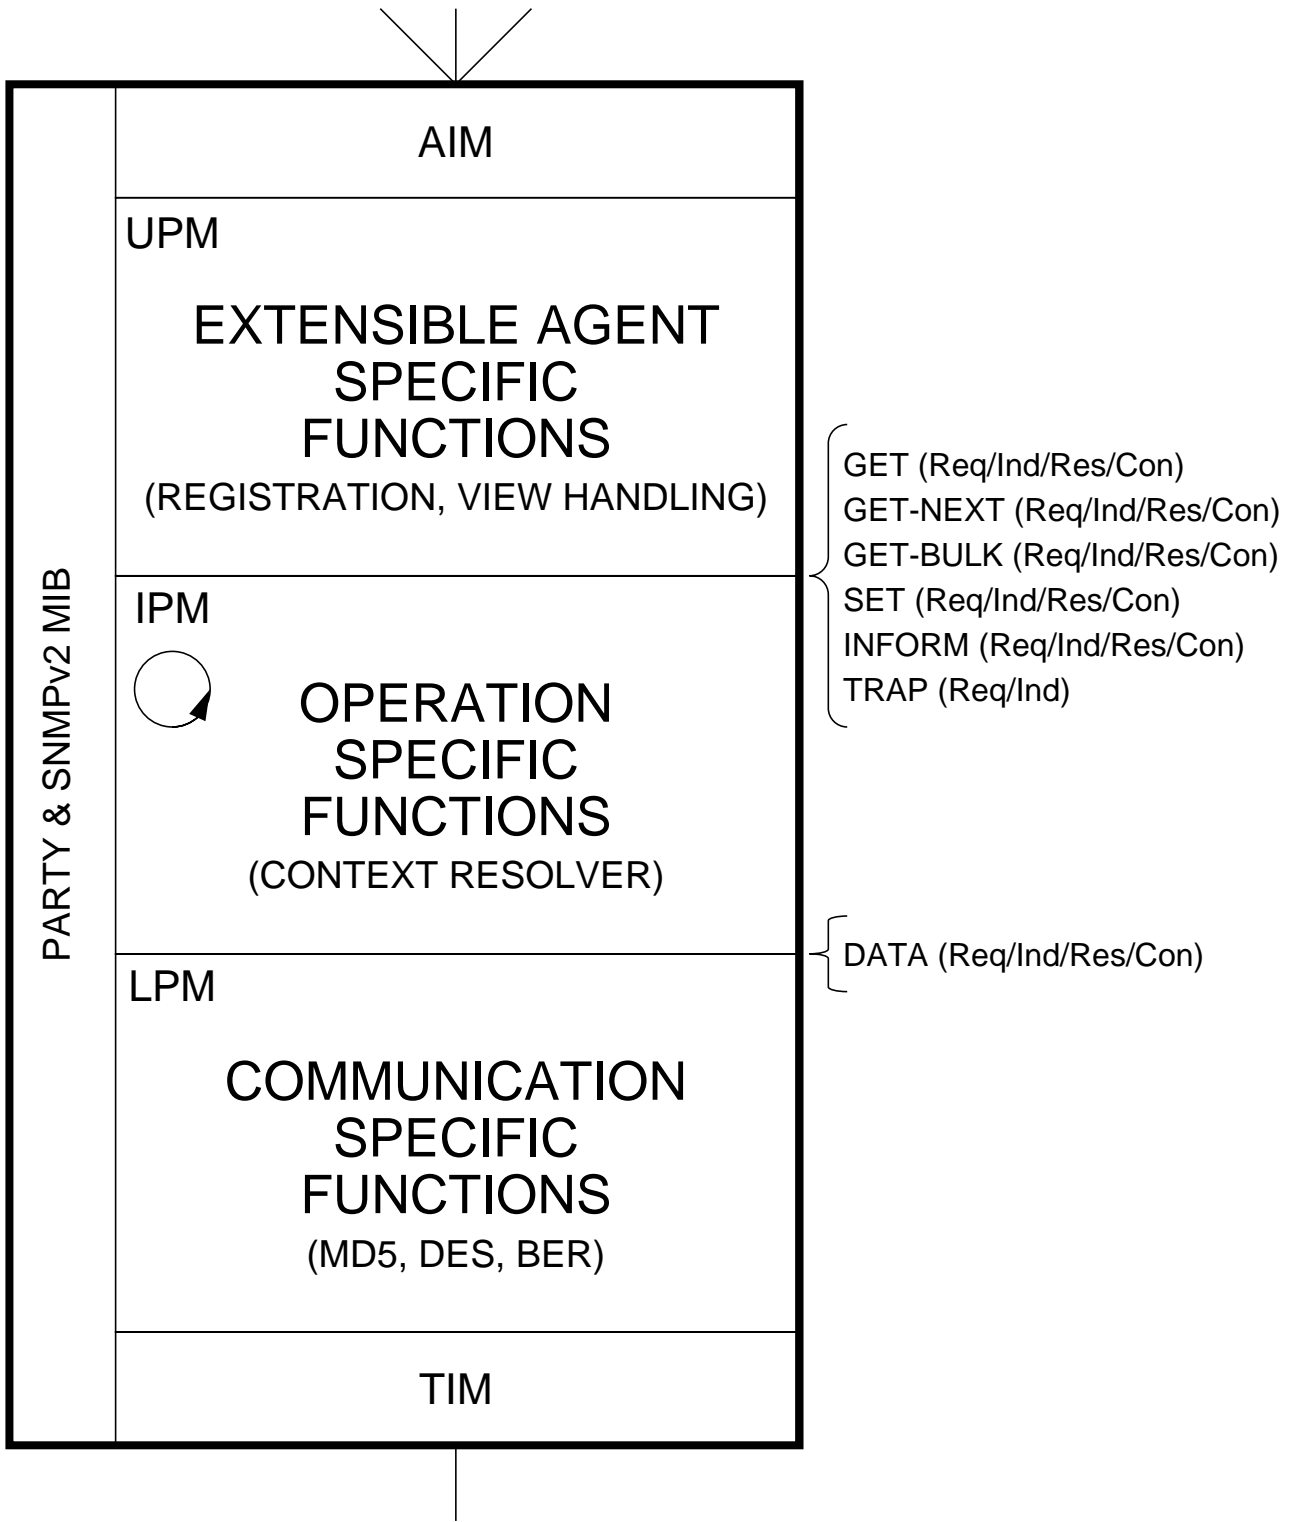 AIM
UPM
EXTENSIBLE AGENT
SPECIFIC
FUNCTIONS
(REGISTRATION, VIEW HANDLING)
GET (Req/Ind/Res/Con)
GET-NEXT (Req/Ind/Res/Con)
GET-BULK (Req/Ind/Res/Con)
SET (Req/Ind/Res/Con)
INFORM (Req/Ind/Res/Con)
TRAP (Req/Ind)
PARTY & SNMPv2 MIB
IPM
OPERATION
SPECIFIC
FUNCTIONS
(CONTEXT RESOLVER)
DATA (Req/Ind/Res/Con)
LPM
COMMUNICATION
SPECIFIC
FUNCTIONS
(MD5, DES, BER)
TIM